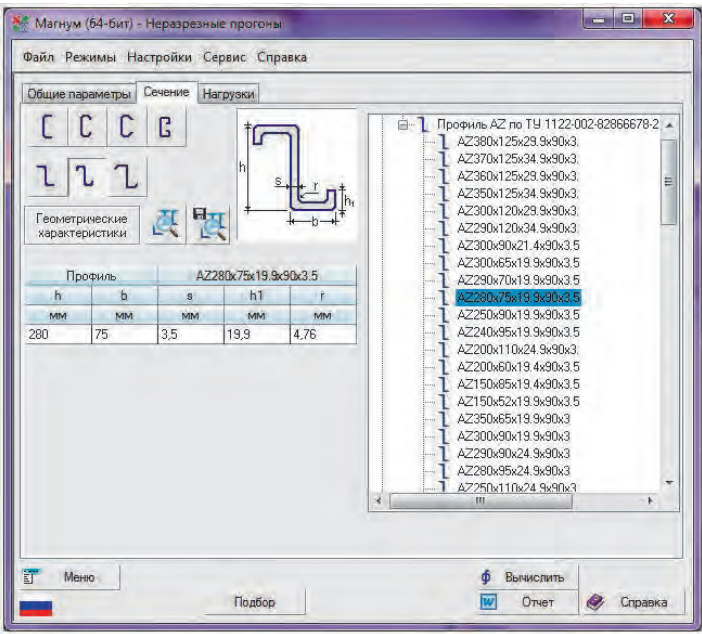 Магнум (64-бит) - Неразрезные прогоны
Файл Режимы Настройки Сервис Справка
Общие параметры Сечение Нагрузки
h
s
r
h1
b
Геометрические
характеристики
Профиль AZ280x75x19.9x90x3.5
h b s h1 r
мм мм мм мм мм
280 75 3,5 19,9 4,76
Профиль AZ по ТУ 1122-002-82866678-2
AZ380x125x29.9x90x3.
AZ370x125x34.9x90x3.
AZ360x125x29.9x90x3.
AZ350x125x34.9x90x3.
AZ300x120x29.9x90x3.
AZ290x120x34.9x90x3.
AZ300x90x21.4x90x3.5
AZ300x65x19.9x90x3.5
AZ290x70x19.9x90x3.5
AZ280x75x19.9x90x3.5
AZ250x90x19.9x90x3.5
AZ240x95x19.9x90x3.5
AZ200x110x24.9x90x3.
AZ200x60x19.4x90x3.5
AZ150x85x19.4x90x3.5
AZ150x52x19.9x90x3.5
AZ350x65x19.9x90x3
AZ300x90x19.9x90x3
AZ290x90x24.9x90x3
AZ280x95x24.9x90x3
AZ250x110x24.9x90x3
Меню
Вычислить
Подбор
Отчет
Справка